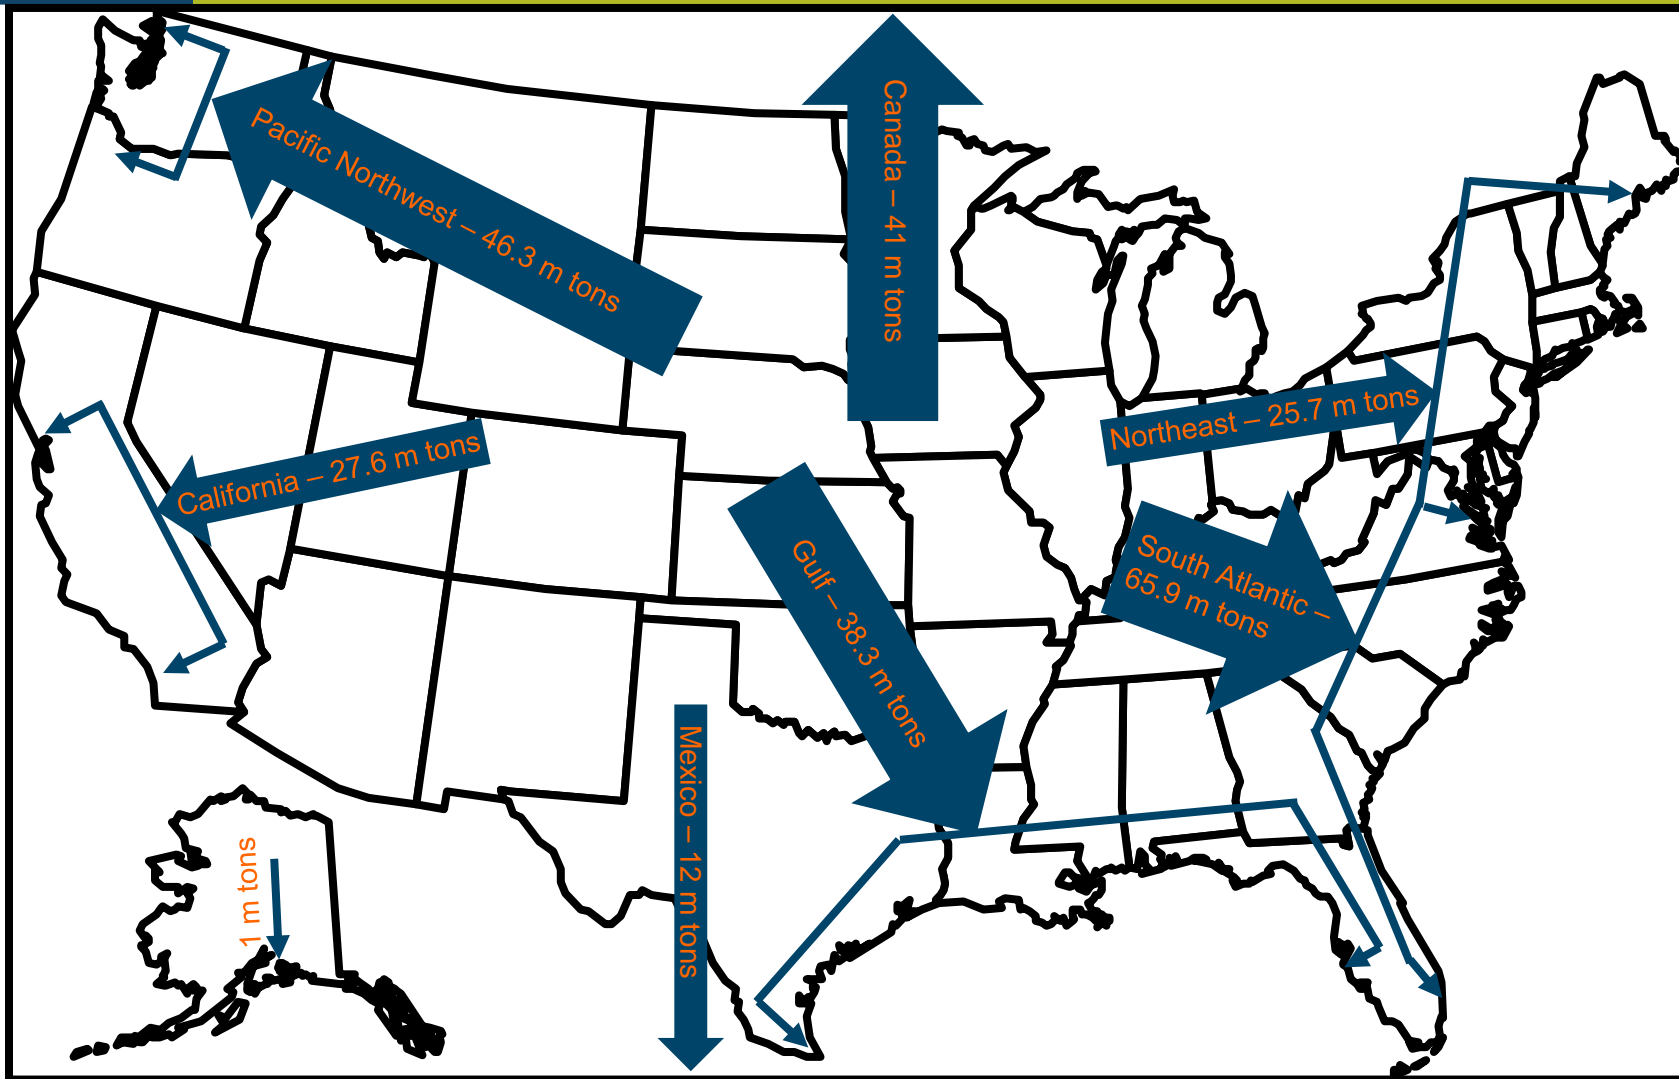 Pacific Northwest – 46.3 m tons
Canada – 41 m tons
Northeast – 25.7 m tons
California – 27.6 m tons
Gulf – 38.3 m tons
South Atlantic –
65.9 m tons
Mexico – 12 m tons
1 m tons